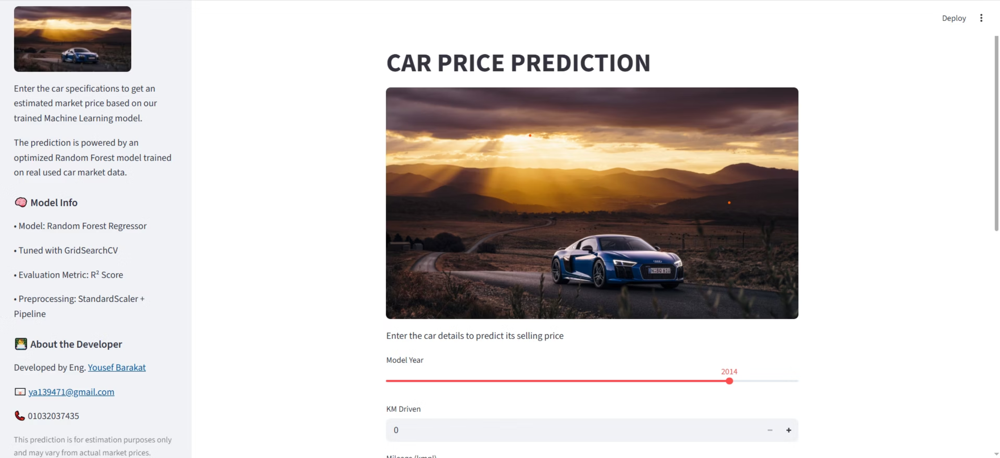 Enter the car specifications to get an
estimated market price based on our
trained Machine Learning model.
The prediction is powered by an
optimized Random Forest model trained
on real used car market data.
🧠 Model Info
• Model: Random Forest Regressor
• Tuned with GridSearchCV
• Evaluation Metric: R² Score
• Preprocessing: StandardScaler +
Pipeline
👨‍💻 About the Developer
Developed by Eng. Yousef Barakat
📧 ya139471@gmail.com
📞 01032037435
This prediction is for estimation purposes only
and may vary from actual market prices.
Deploy
CAR PRICE PREDICTION
Enter the car details to predict its selling price
Model Year
2014
KM Driven
0
Mileage (kmpl)